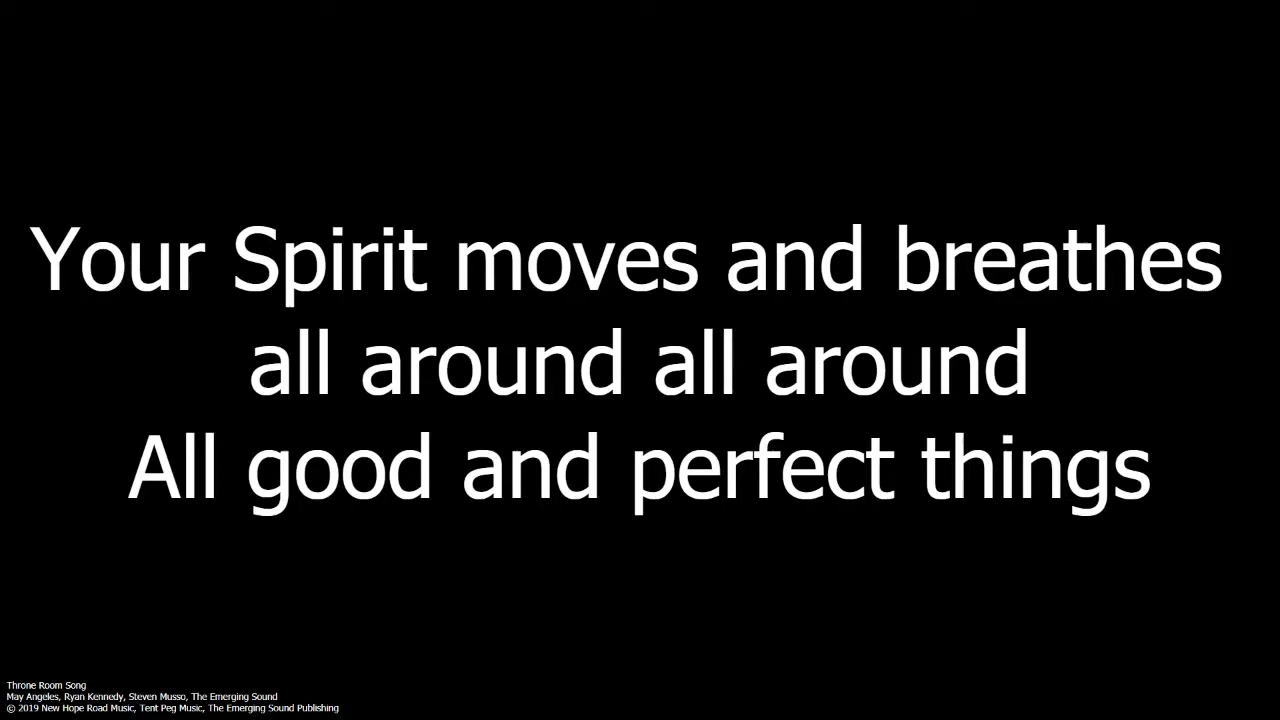 Your Spirit moves and breathes
all around all around
All good and perfect things
Throne Room Song
May Angeles, Ryan Kennedy, Steven Musso, The Emerging Sound
© 2019 New Hope Road Music, Tent Peg Music, The Emerging Sound Publishing